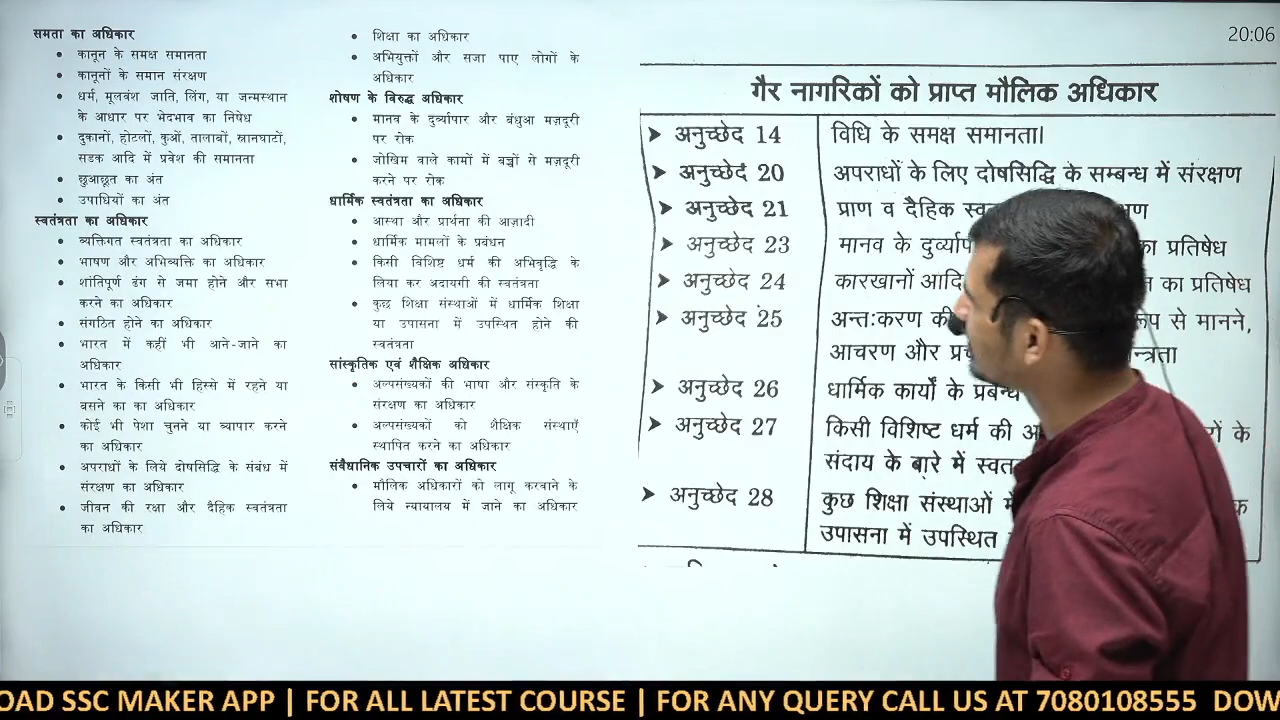 समता का अधिकार
• कानून के समक्ष समानता
• कानूनों के समान संरक्षण
• धर्म, मूलवंश जाति, लिंग, या जन्मस्थान
के आधार पर भेदभाव का निषेध
• दुकानों, होटलों, कुओं, तालाबों, स्नानघाटों,
सडक आदि में प्रवेश की समानता
• छुआछूत का अंत
• उपाधियों का अंत
स्वतंत्रता का अधिकार
• व्यक्तिगत स्वतंत्रता का अधिकार
• भाषण और अभिव्यक्ति का अधिकार
• शांतिपूर्ण ढंग से जमा होने और सभा
करने का अधिकार
• संगठित होने का अधिकार
• भारत में कहीं भी आने-जाने का
अधिकार
• भारत के किसी भी हिस्से में रहने या
बसने का का अधिकार
• कोई भी पेशा चुनने या व्यापार करने
का अधिकार
• अपराधों के लिये दोषसिद्धि के संबंध में
संरक्षण का अधिकार
• जीवन की रक्षा और दैहिक स्वतंत्रता
का अधिकार
• शिक्षा का अधिकार
• अभियुक्तों और सजा पाए लोगों के
अधिकार
शोषण के विरुद्ध अधिकार
• मानव के दुर्व्यापार और बंधुआ मज़दूरी
पर रोक
• जोखिम वाले कामों में बच्चों से मज़दूरी
करने पर रोक
धार्मिक स्वतंत्रता का अधिकार
• आस्था और प्रार्थना की आज़ादी
• धार्मिक मामलों के प्रबंधन
• किसी विशिष्ट धर्म की अभिवृद्धि के
लिया कर अदायगी की स्वतंत्रता
• कुछ शिक्षा संस्थाओं में धार्मिक शिक्षा
या उपासना में उपस्थित होने की
स्वतंत्रता
सांस्कृतिक एवं शैक्षिक अधिकार
• अल्पसंख्यकों की भाषा और संस्कृति के
संरक्षण का अधिकार
• अल्पसंख्यकों को शैक्षिक संस्थाएँ
स्थापित करने का अधिकार
संवैधानिक उपचारों का अधिकार
• मौलिक अधिकारों को लागू करवाने के
लिये न्यायालय में जाने का अधिकार
20:06
गैर नागरिकों को प्राप्त मौलिक अधिकार
➤ अनुच्छेद 14 विधि के समक्ष समानता।
➤ अनुच्छेद 20 अपराधों के लिए दोषसिद्धि के सम्बन्ध में संरक्षण
➤ अनुच्छेद 21 प्राण व दैहिक
➤ अनुच्छेद 23 मानव के का प्रतिषेध
➤ अनुच्छेद 24 कारखानों आदि का प्रतिषेध
➤ अनुच्छेद 25 अन्तःकरण से मानने,
आचरण और
➤ अनुच्छेद 26 धार्मिक कार्यों के
➤ अनुच्छेद 27 किसी विशिष्ट धर्म की के
संदाय के बारे में
➤ अनुच्छेद 28 कुछ शिक्षा संस्थाओं
उपासना में उपस्थित
OAD SSC MAKER APP | FOR ALL LATEST COURSE | FOR ANY QUERY CALL US AT 7080108555 DOW